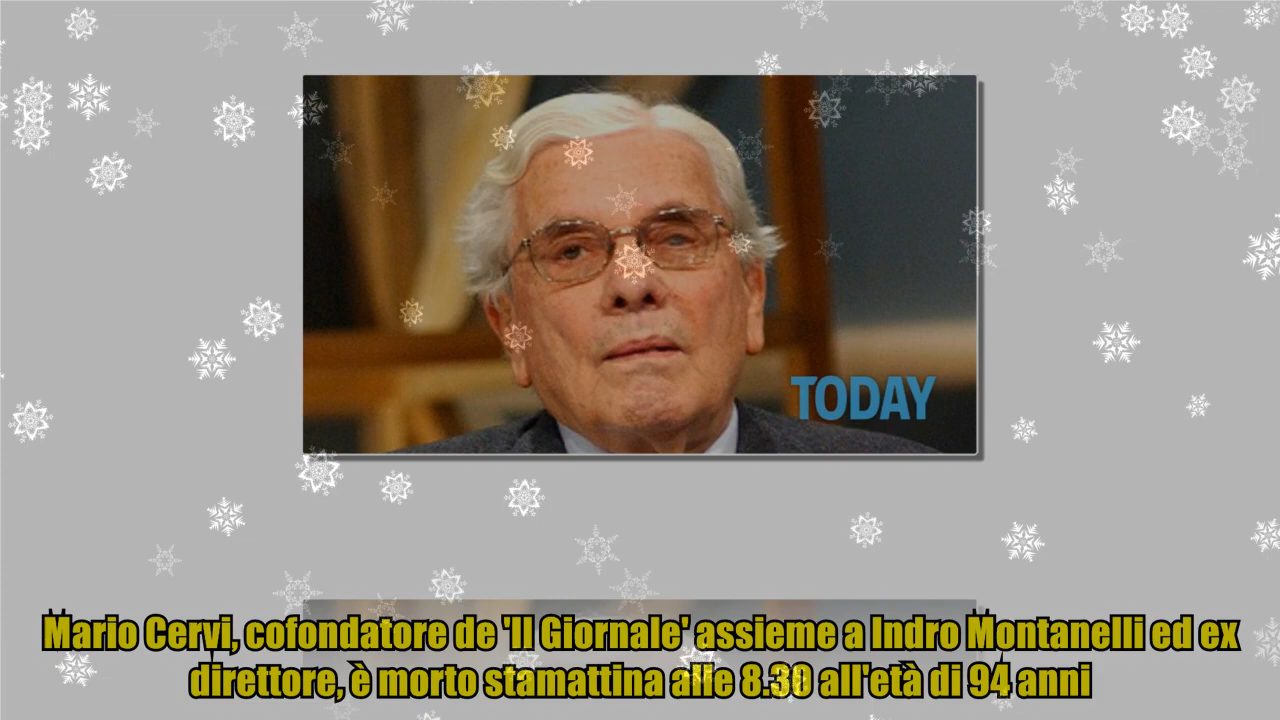 TODAY
Mario Cervi, cofondatore de 'Il Giornale' assieme a Indro Montanelli ed ex
direttore, è morto stamattina alle 8.30 all'età di 94 anni